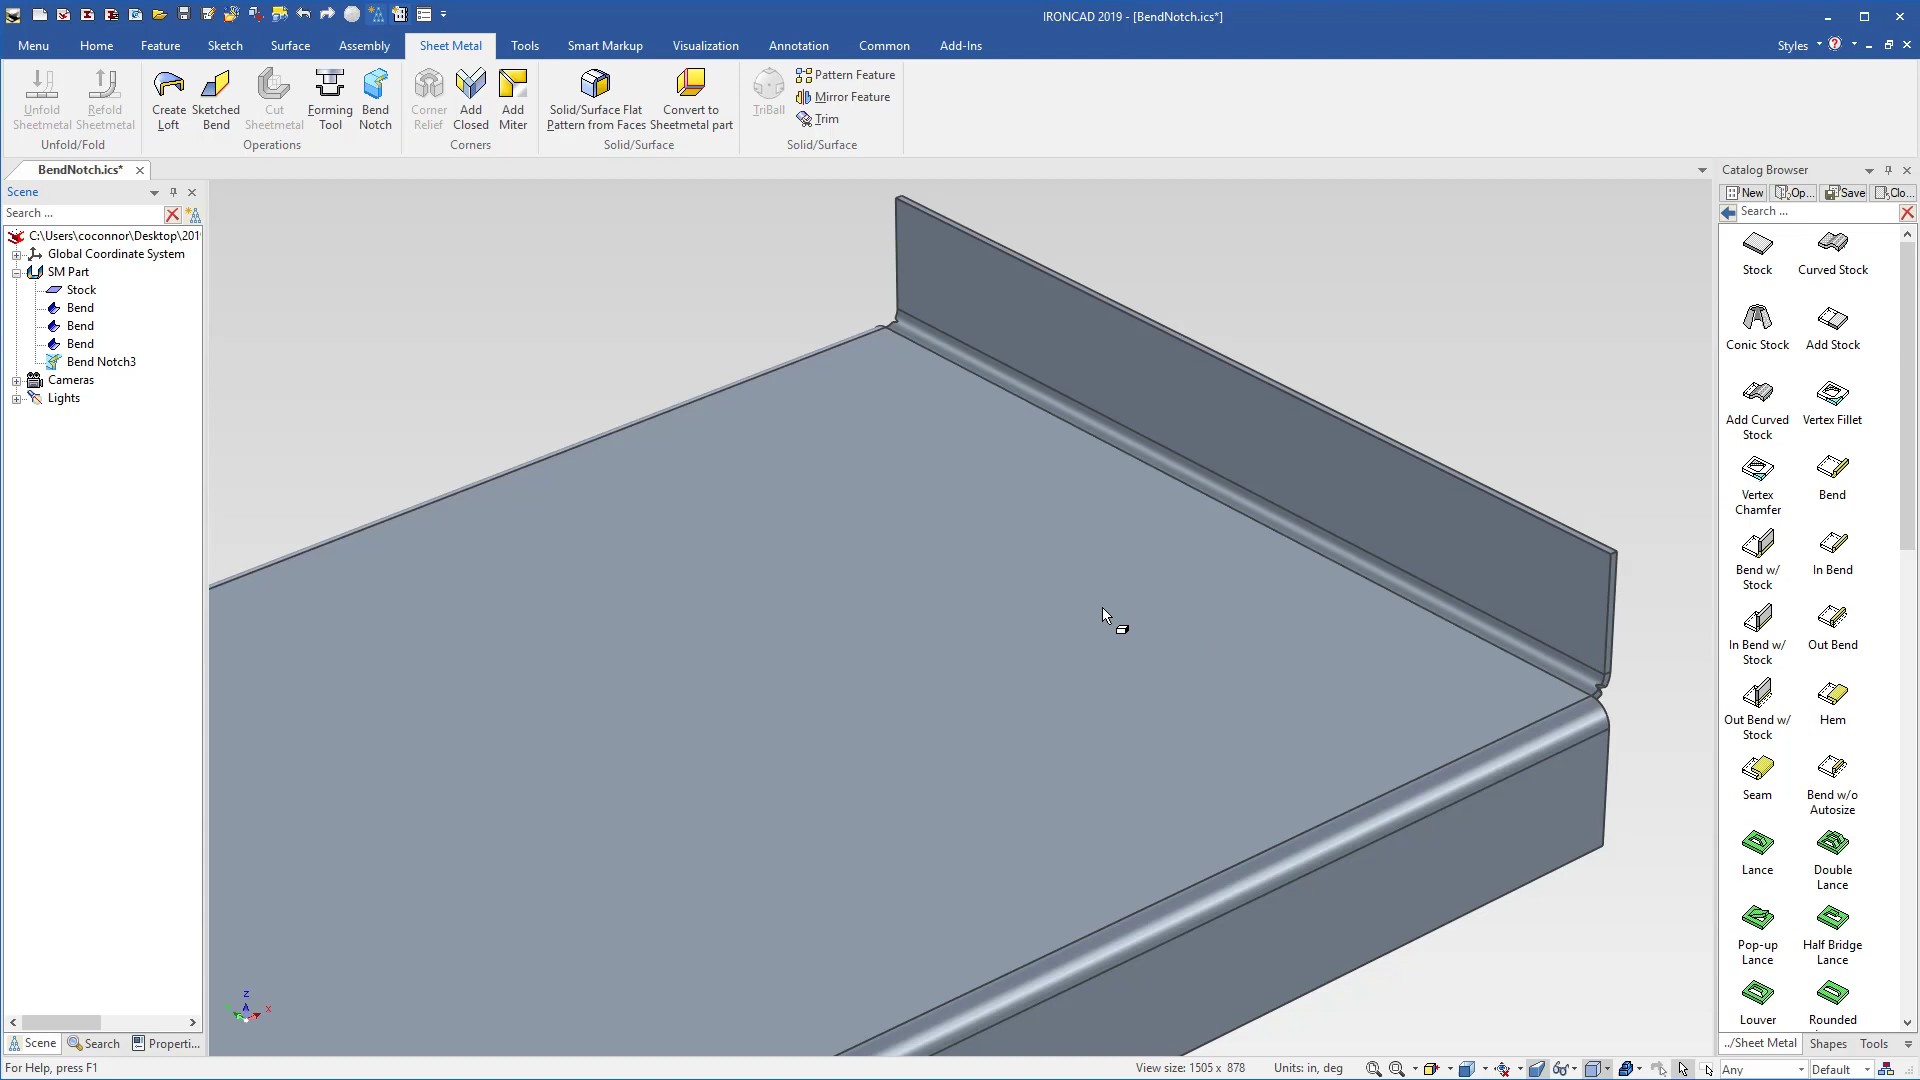 IRONCAD 2019 - [BendNotch.ics*]
Menu Home Feature Sketch Surface Assembly Sheet Metal Tools Smart Markup Visualization Annotation Common Add-Ins Styles
Unfold Sheetmetal
Refold Sheetmetal
Unfold/Fold
Create Loft
Sketched Bend
Cut Sheetmetal
Forming Tool
Bend Notch
Operations
Corner Relief
Add Closed
Add Miter
Corners
Solid/Surface Flat Pattern from Faces
Convert to Sheetmetal part
Solid/Surface
TriBall
Pattern Feature
Mirror Feature
Trim
Solid/Surface
BendNotch.ics*
Scene
Search ...
C:\Users\coconnor\Desktop\201
Global Coordinate System
SM Part
Stock
Bend
Bend
Bend
Bend Notch3
Cameras
Lights
Z
X
Scene Search Properti...
Catalog Browser
New Op... Save Clo...
Search ...
Stock
Curved Stock
Conic Stock
Add Stock
Add Curved Stock
Vertex Fillet
Vertex Chamfer
Bend
Bend w/ Stock
In Bend
In Bend w/ Stock
Out Bend
Out Bend w/ Stock
Hem
Seam
Bend w/o Autosize
Lance
Double Lance
Pop-up Lance
Half Bridge Lance
Louver
Rounded
../Sheet Metal Shapes Tools
For Help, press F1
View size: 1505 x 878
Units: in, deg
Any
Default